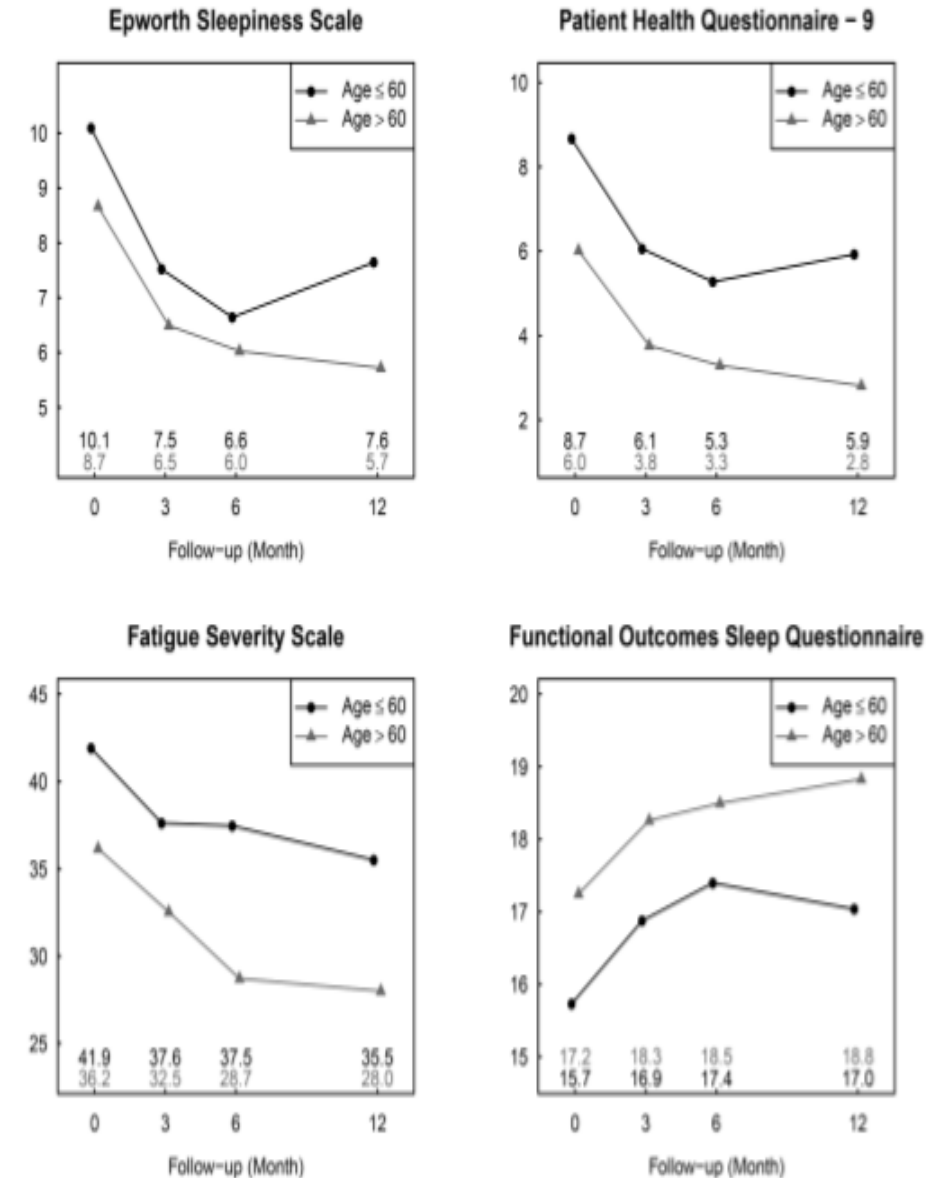 Epworth Sleepiness Scale
Age ≤ 60
Age > 60
10
9
8
7
6
5
10.1 7.5 6.6 7.6
8.7 6.5 6.0 5.7
0 3 6 12
Follow-up (Month)
Patient Health Questionnaire - 9
Age ≤ 60
Age > 60
10
8
6
4
2
8.7 6.1 5.3 5.9
6.0 3.8 3.3 2.8
0 3 6 12
Follow-up (Month)
Fatigue Severity Scale
Age ≤ 60
Age > 60
45
40
35
30
25
41.9 37.6 37.5 35.5
36.2 32.5 28.7 28.0
0 3 6 12
Follow-up (Month)
Functional Outcomes Sleep Questionnaire
Age ≤ 60
Age > 60
20
19
18
17
16
15
17.2 18.3 18.5 18.8
15.7 16.9 17.4 17.0
0 3 6 12
Follow-up (Month)